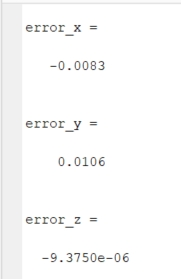 error_x =
-0.0083
error_y =
0.0106
error_z =
-9.3750e-06